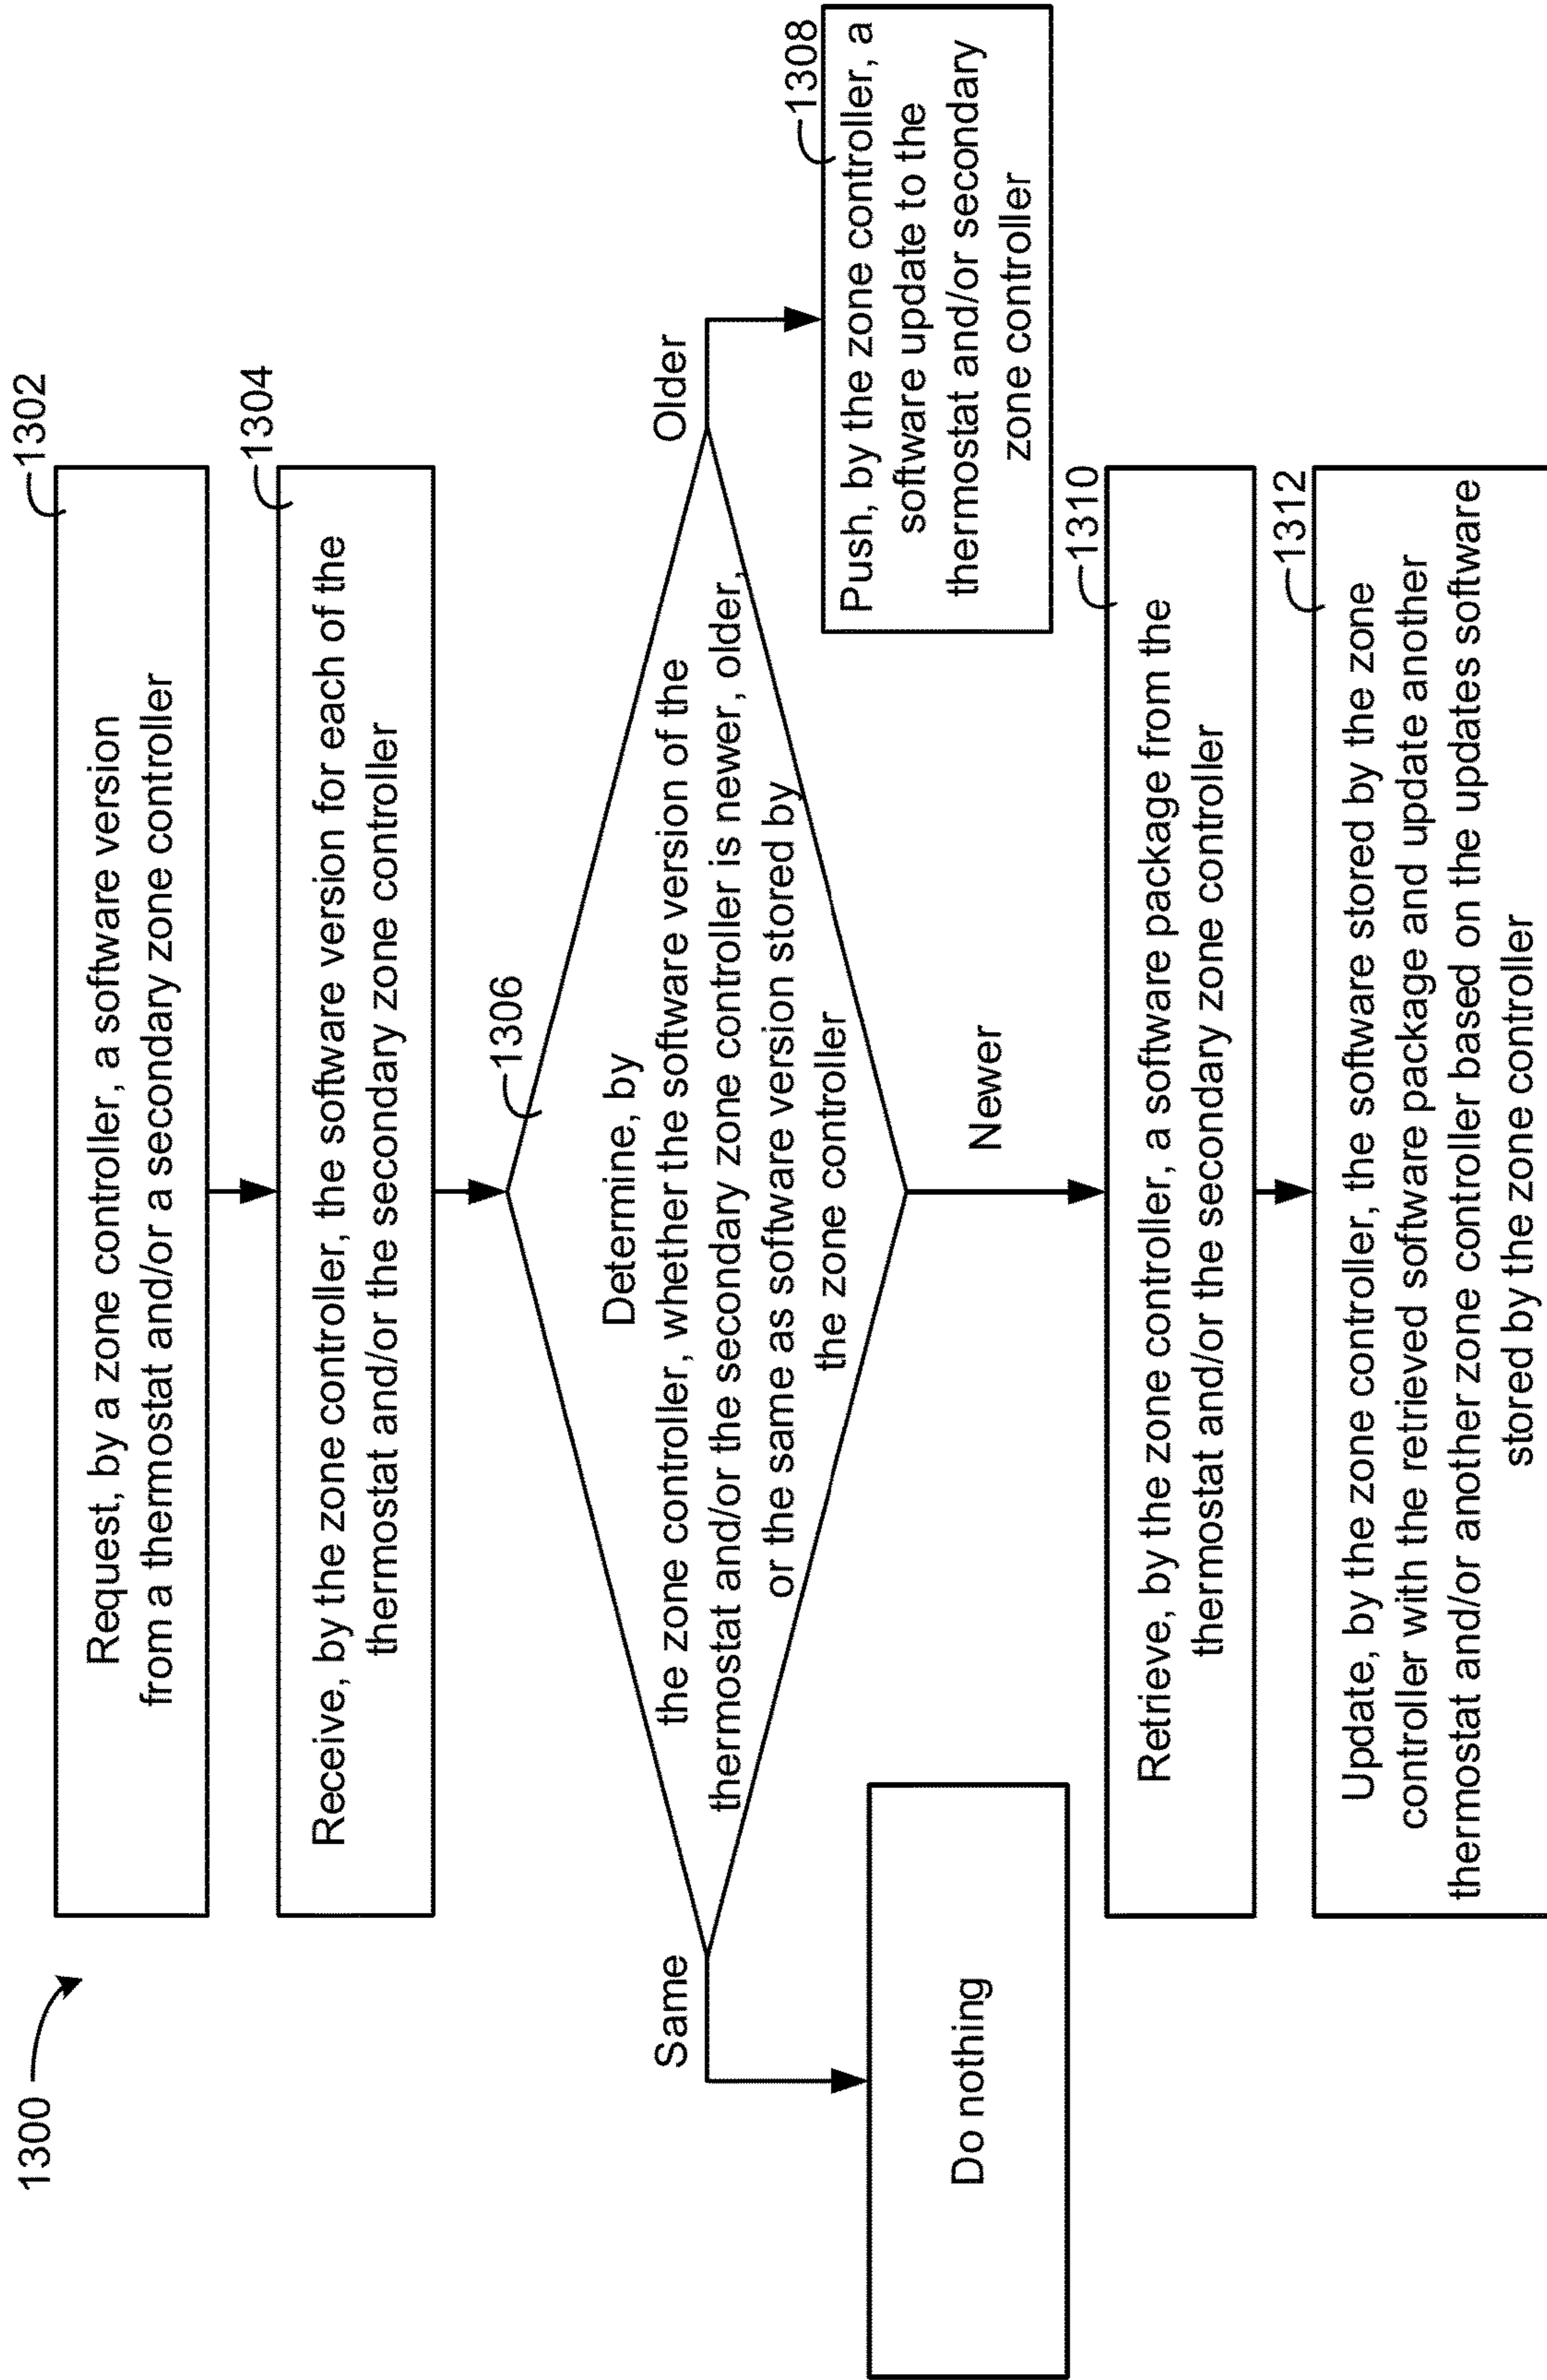 1300
1302
Request, by a zone controller, a software version
from a thermostat and/or a secondary zone controller
1304
Receive, by the zone controller, the software version for each of the
thermostat and/or the secondary zone controller
1306
Determine, by
the zone controller, whether the software version of the
thermostat and/or the secondary zone controller is newer, older,
or the same as software version stored by
the zone controller
Same
Older
Do nothing
1308
Push, by the zone controller, a
software update to the
thermostat and/or secondary
zone controller
Newer
1310
Retrieve, by the zone controller, a software package from the
thermostat and/or the secondary zone controller
1312
Update, by the zone controller, the software stored by the zone
controller with the retrieved software package and update another
thermostat and/or another zone controller based on the updates software
stored by the zone controller